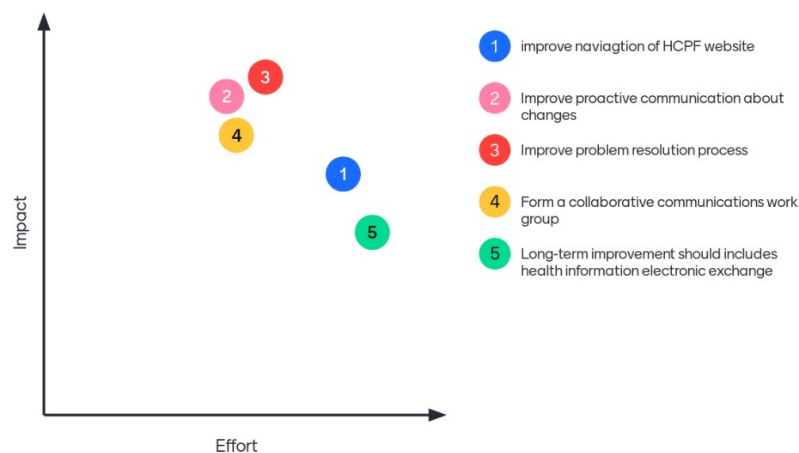 3
2
4
1
5
Impact
Effort
1 improve naviagtion of HCPF website
2 Improve proactive communication about
changes
3 Improve problem resolution process
4 Form a collaborative communications work
group
5 Long-term improvement should includes
health information electronic exchange